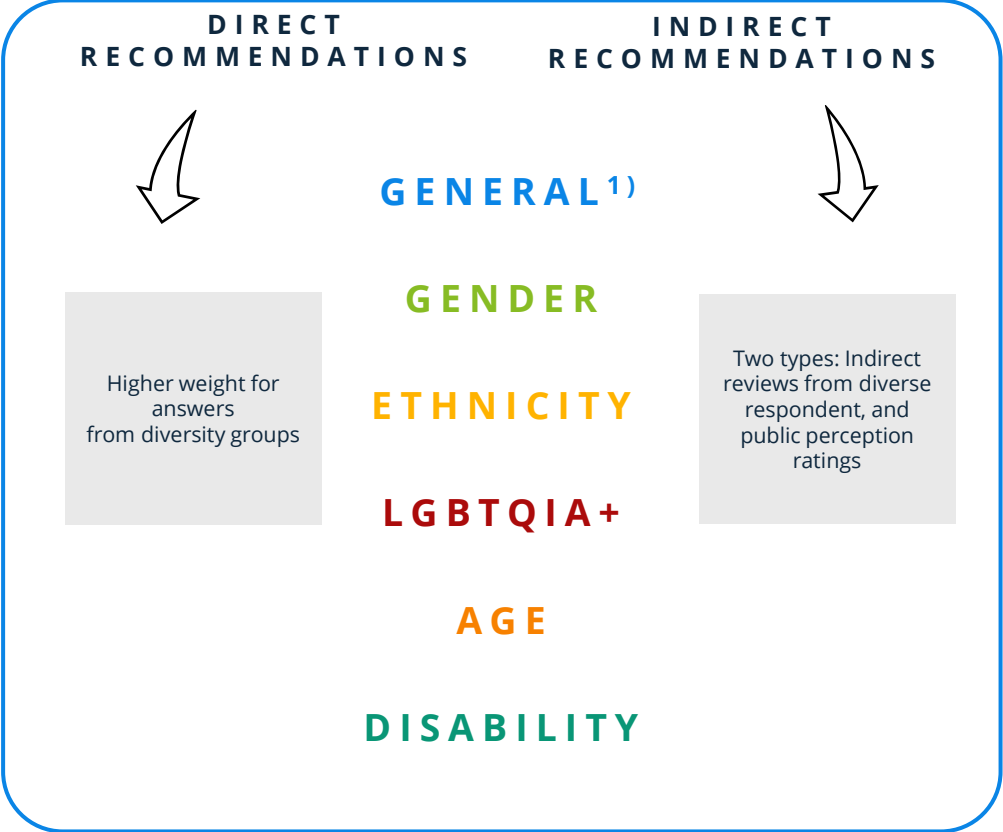 DIRECT
RECOMMENDATIONS
INDIRECT
RECOMMENDATIONS
GENERAL¹⁾
GENDER
ETHNICITY
LGBTQIA+
AGE
DISABILITY
Higher weight for
answers
from diversity groups
Two types: Indirect
reviews from diverse
respondent, and
public perception
ratings